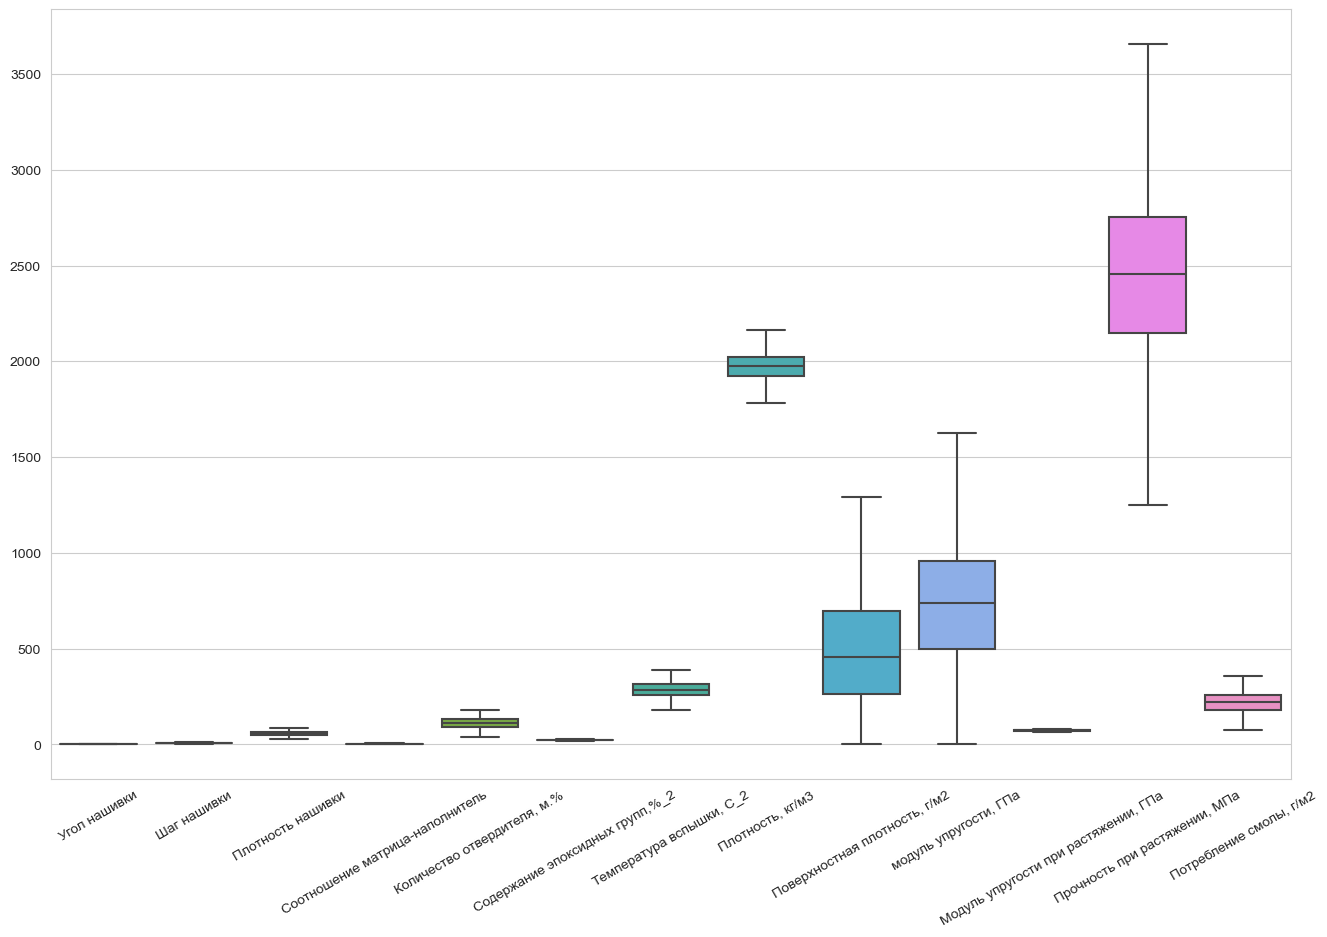 3500
3000
2500
2000
1500
1000
500
0
Угол нашивки
Шаг нашивки
Плотность нашивки
Соотношение матрица-наполнитель
Количество отвердителя, м.%
Содержание эпоксидных групп,%_2
Температура вспышки, С_2
Плотность, кг/м3
Поверхностная плотность, г/м2
модуль упругости, ГПа
Модуль упругости при растяжении, ГПа
Прочность при растяжении, МПа
Потребление смолы, г/м2